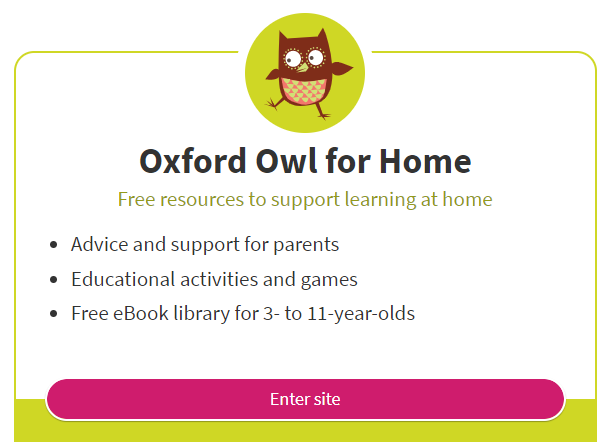 Oxford Owl for Home
Free resources to support learning at home
• Advice and support for parents
• Educational activities and games
• Free eBook library for 3- to 11-year-olds
Enter site